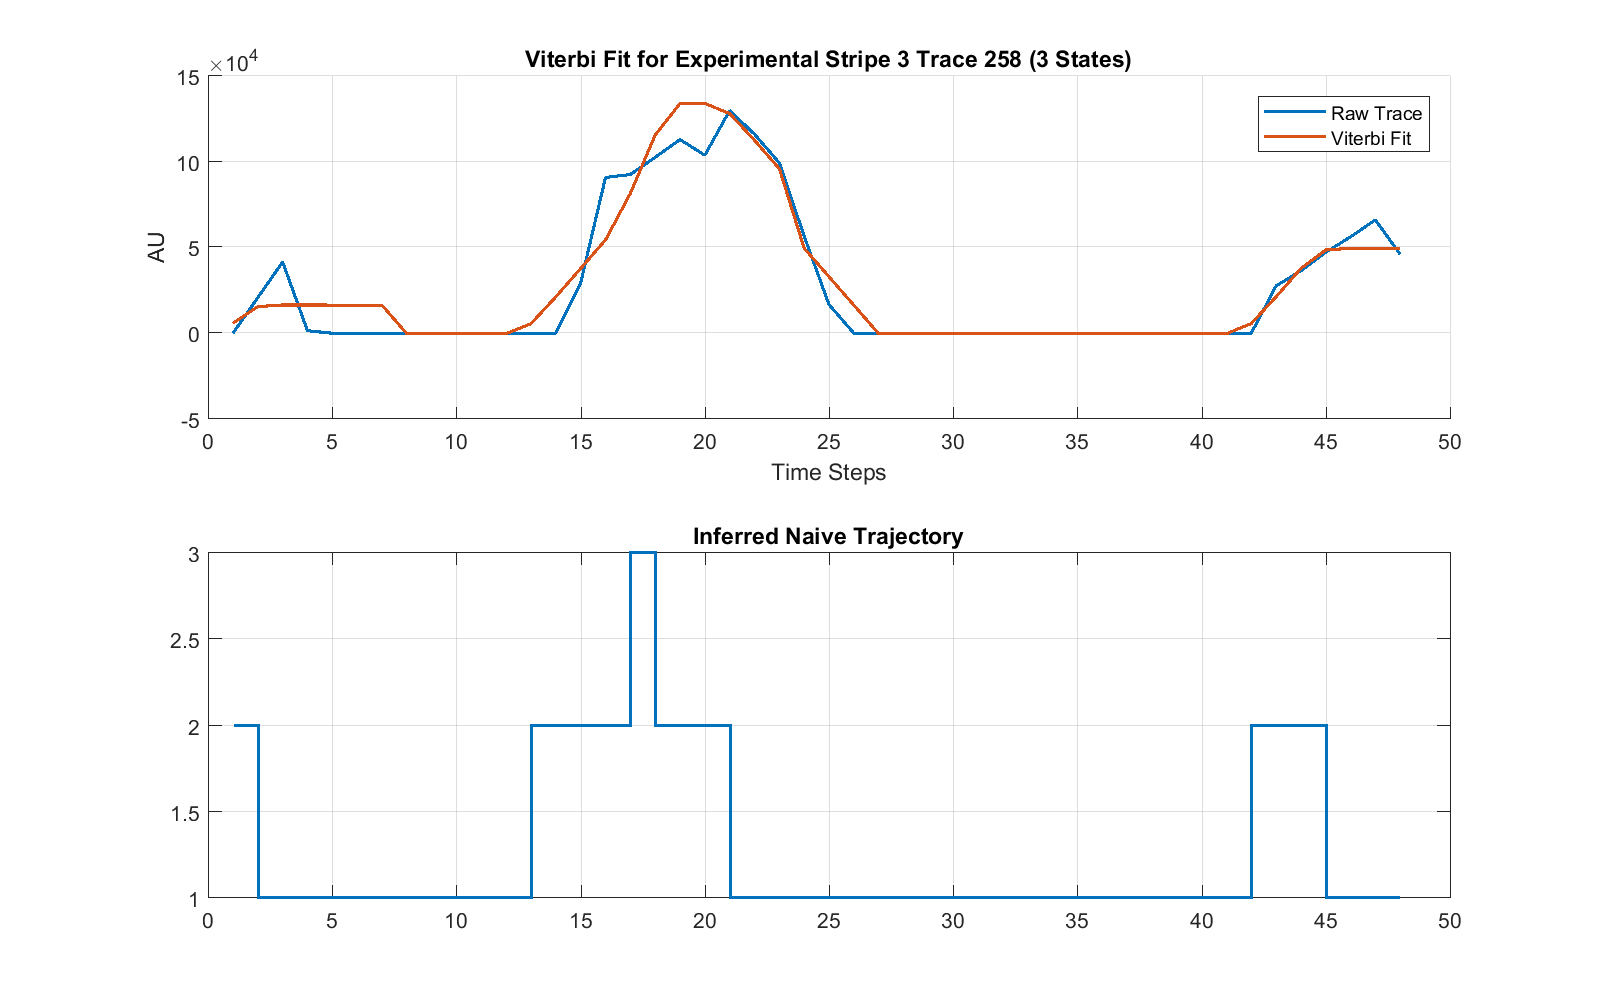 Viterbi Fit for Experimental Stripe 3 Trace 258 (3 States)
×10^4
15
10
5
0
-5
AU
Raw Trace
Viterbi Fit
0 5 10 15 20 25 30 35 40 45 50
Time Steps
Inferred Naive Trajectory
3
2.5
2
1.5
1
0 5 10 15 20 25 30 35 40 45 50